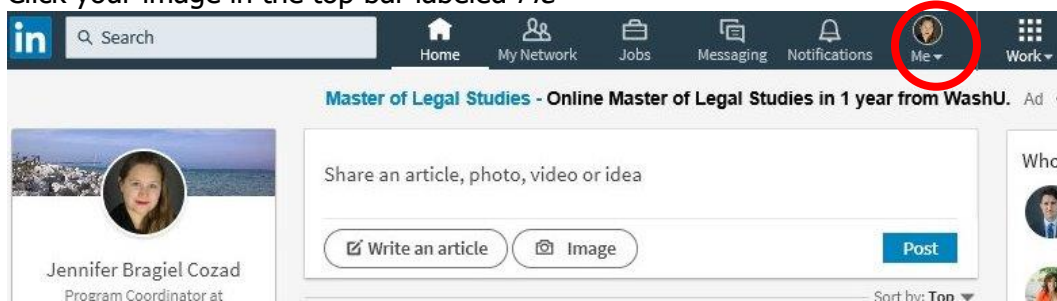 Click your image in the top bar labeled Me
in Search
Home My Network Jobs Messaging Notifications Me Work
Master of Legal Studies - Online Master of Legal Studies in 1 year from WashU. Ad
Share an article, photo, video or idea
Who
Write an article Image Post
Jennifer Bragiel Cozad
Program Coordinator at
Sort by: Top